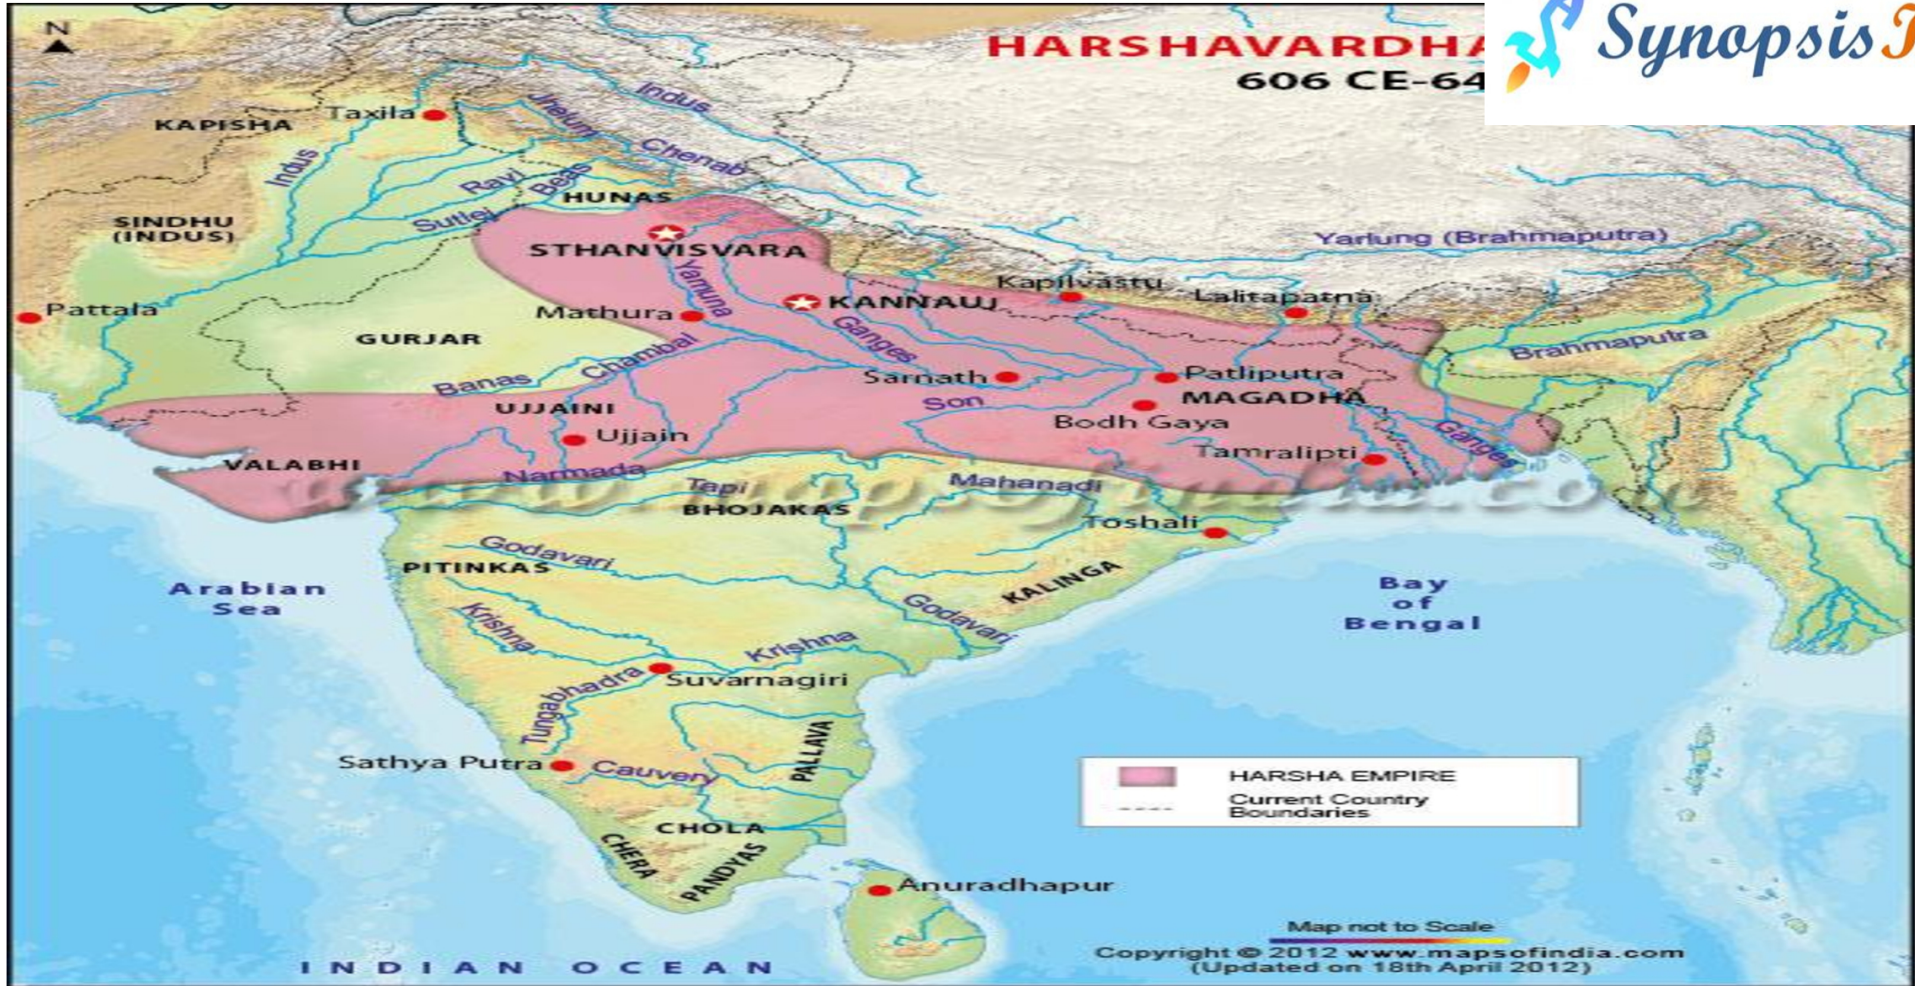 N
HARSHAVARDHA
606 CE-64
Synopsis
Taxila
KAPISHA
Indus
Jhelum
Indus
Chenab
Ravi
Beas
HUNAS
Sutlej
SINDHU
(INDUS)
STHANVISVARA
Yarlung (Brahmaputra)
Yamuna
Kapilvastu
Lalitapatna
KANNAUJ
Pattala
Mathura
GURJAR
Ganges
Brahmaputra
Chambal
Banas
Sarnath
Patliputra
MAGADHA
Son
UJJAINI
Ujjain
Bodh Gaya
Ganges
Tamralipti
VALABHI
Narmada
Tapi
Mahanadi
www.mapsofindia.com
BHOJAKAS
Toshali
Godavari
PITINKAS
KALINGA
Arabian
Sea
Bay
of
Bengal
Krishna
Godavari
Krishna
Suvarnagiri
Tungabhadra
PALLAVA
Sathya Putra
Cauvery
HARSHA EMPIRE
Current Country
Boundaries
CHOLA
CHERA
PANDYAS
Anuradhapur
Map not to Scale
Copyright © 2012 www.mapsofindia.com
(Updated on 18th April 2012)
INDIAN OCEAN